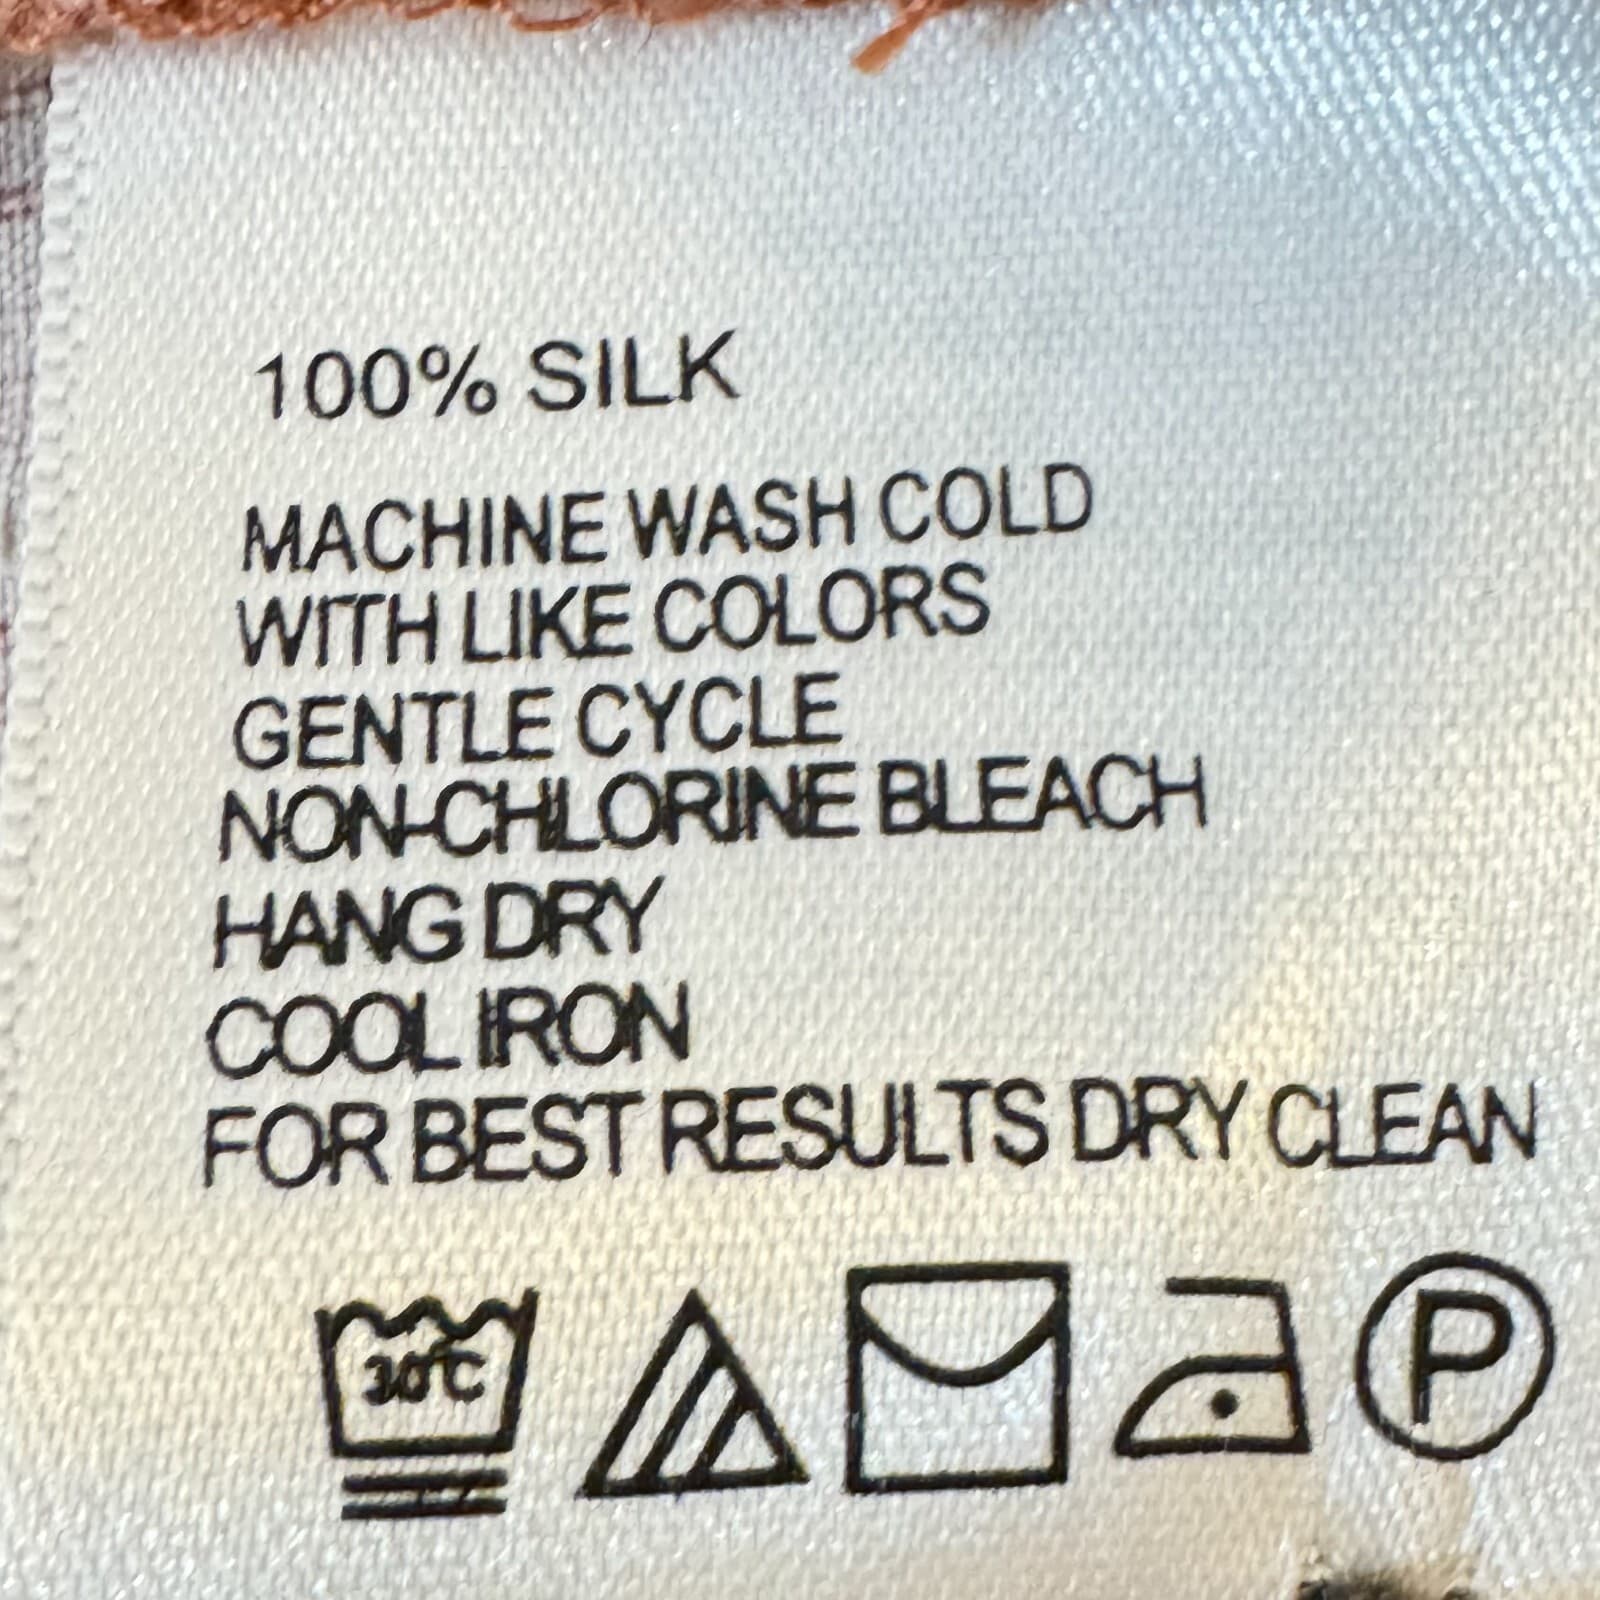 100% SILK
MACHINE WASH COLD
WITH LIKE COLORS
GENTLE CYCLE
NON-CHLORINE BLEACH
HANG DRY
COOL IRON
FOR BEST RESULTS DRY CLEAN
30°C P